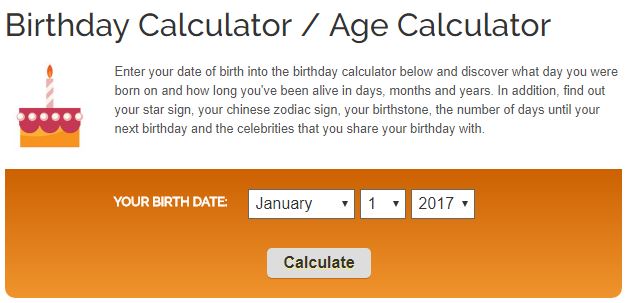 Birthday Calculator / Age Calculator
Enter your date of birth into the birthday calculator below and discover what day you were
born on and how long you've been alive in days, months and years. In addition, find out
your star sign, your chinese zodiac sign, your birthstone, the number of days until your
next birthday and the celebrities that you share your birthday with.
YOUR BIRTH DATE: January 1 2017
Calculate